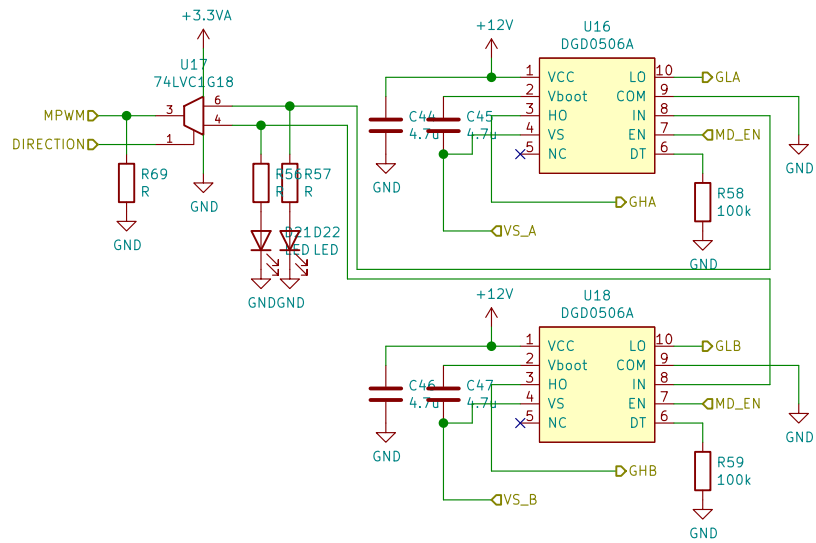 +3.3VA
U17
74LVC1G18
MPWM
3
6
4
DIRECTION
1
R69
R
GND
GND
R56
R
R57
R
D21
LED
D22
LED
GND
GND
+12V
U16
DGD0506A
1 VCC LO 10 GLA
2 Vboot COM 9
3 HO IN 8
4 VS EN 7 MD_EN
5 NC DT 6
C44
4.7u
C45
4.7u
GND
GND
GHA
R58
100k
VS_A
GND
+12V
U18
DGD0506A
1 VCC LO 10 GLB
2 Vboot COM 9
3 HO IN 8
4 VS EN 7 MD_EN
5 NC DT 6
C46
4.7u
C47
4.7u
GND
GND
GHB
R59
100k
VS_B
GND